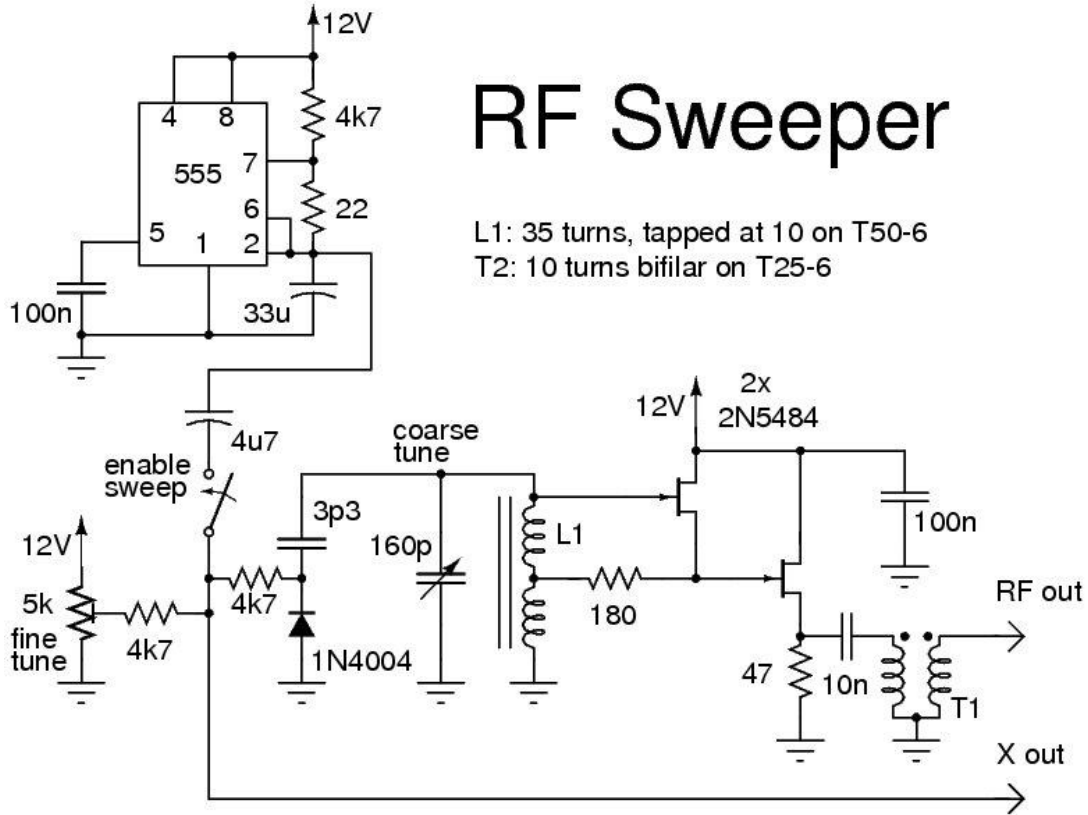 RF Sweeper
L1: 35 turns, tapped at 10 on T50-6
T2: 10 turns bifilar on T25-6
12V
4
8
4k7
7
555
22
6
5
1
2
100n
33u
4u7
enable
sweep
12V
5k
fine
tune
4k7
4k7
3p3
1N4004
coarse
tune
160p
L1
180
12V
2x
2N5484
100n
47
10n
T1
RF out
X out